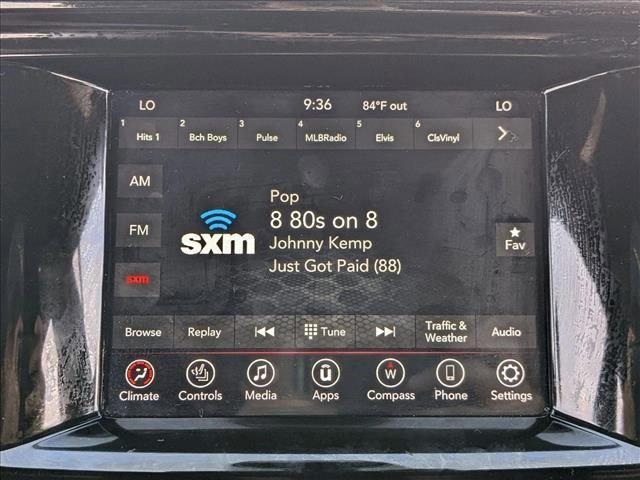 LO 9:36 84°F out LO
1 Hits 1 2 Bch Boys 3 Pulse 4 MLBRadio 5 Elvis 6 ClsVinyl
AM
FM
sxm
sxm
Pop
8 80s on 8
Johnny Kemp
Just Got Paid (88)
Fav
Browse Replay Tune Traffic & Weather Audio
W
Climate Controls Media Apps Compass Phone Settings